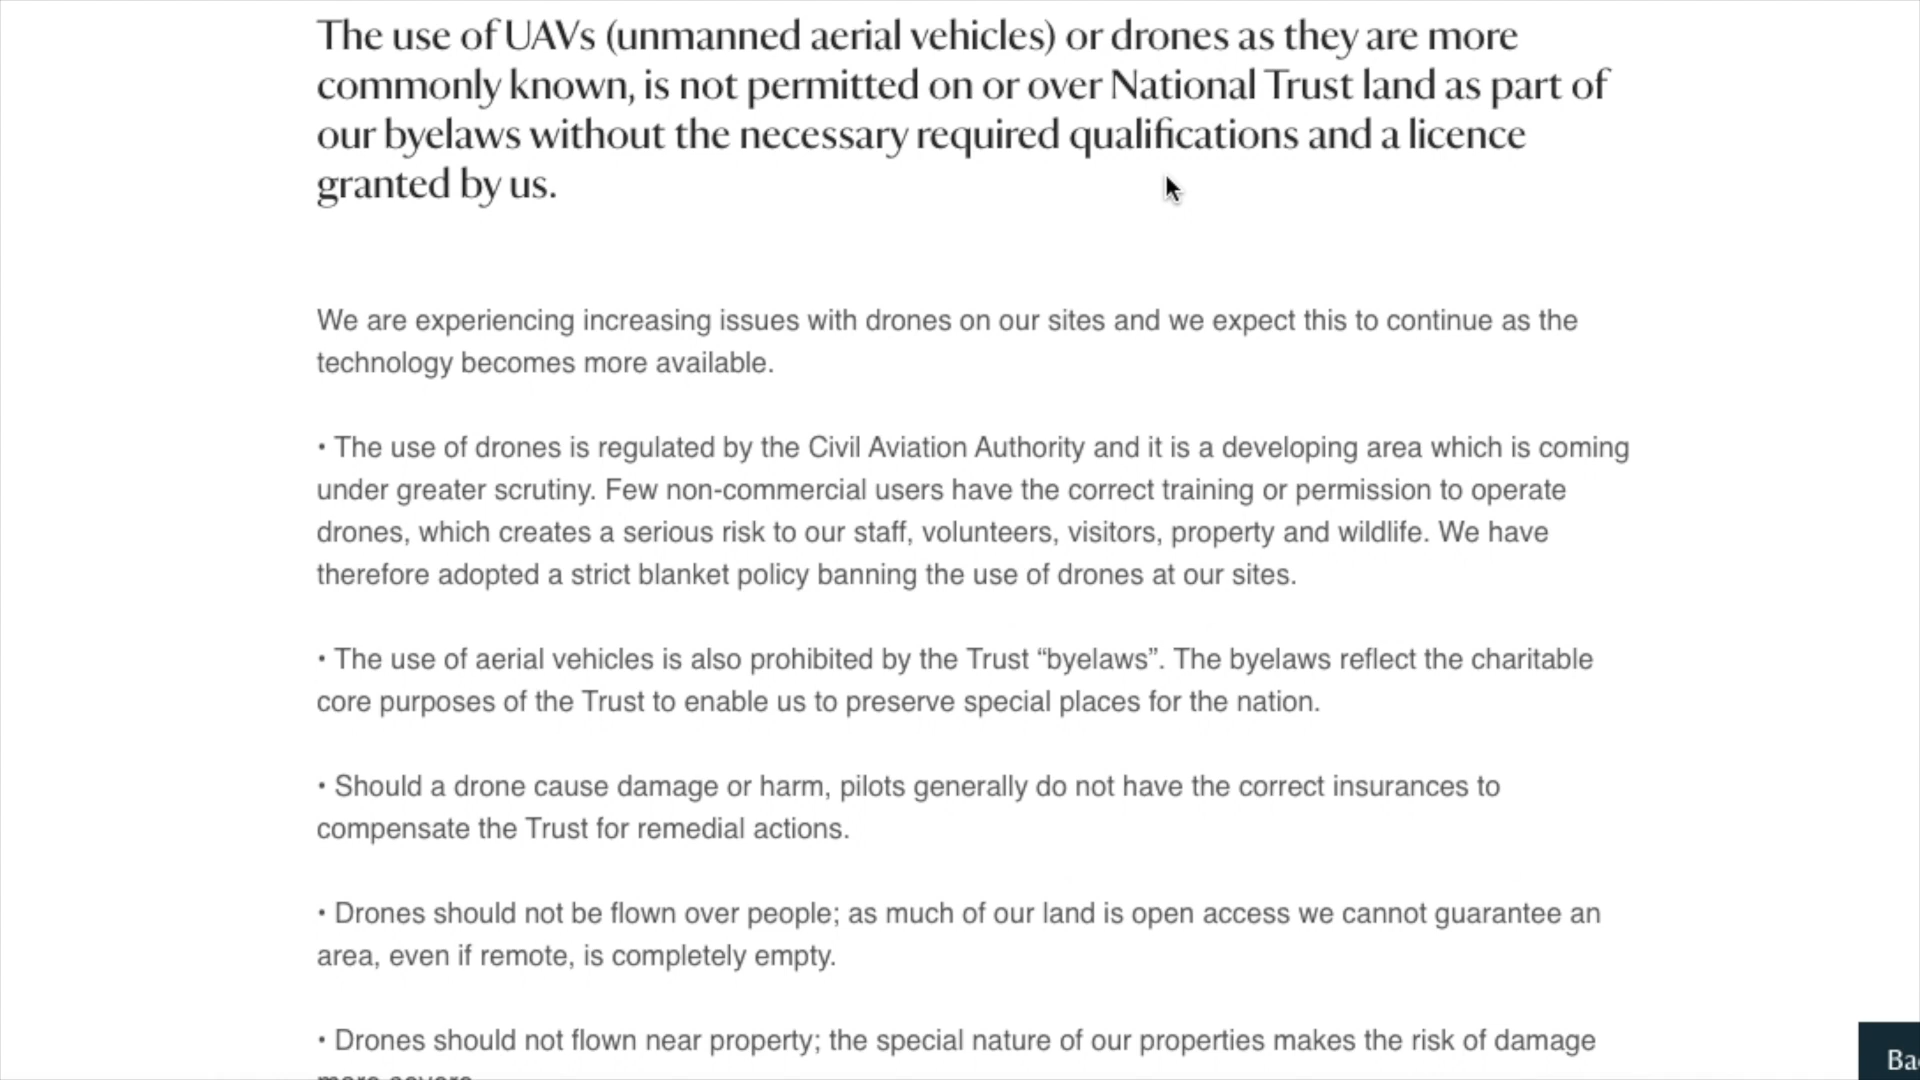 The use of UAVs (unmanned aerial vehicles) or drones as they are more
commonly known, is not permitted on or over National Trust land as part of
our byelaws without the necessary required qualifications and a licence
granted by us.
We are experiencing increasing issues with drones on our sites and we expect this to continue as the
technology becomes more available.
• The use of drones is regulated by the Civil Aviation Authority and it is a developing area which is coming
under greater scrutiny. Few non-commercial users have the correct training or permission to operate
drones, which creates a serious risk to our staff, volunteers, visitors, property and wildlife. We have
therefore adopted a strict blanket policy banning the use of drones at our sites.
• The use of aerial vehicles is also prohibited by the Trust “byelaws”. The byelaws reflect the charitable
core purposes of the Trust to enable us to preserve special places for the nation.
• Should a drone cause damage or harm, pilots generally do not have the correct insurances to
compensate the Trust for remedial actions.
• Drones should not be flown over people; as much of our land is open access we cannot guarantee an
area, even if remote, is completely empty.
• Drones should not flown near property; the special nature of our properties makes the risk of damage
more severe